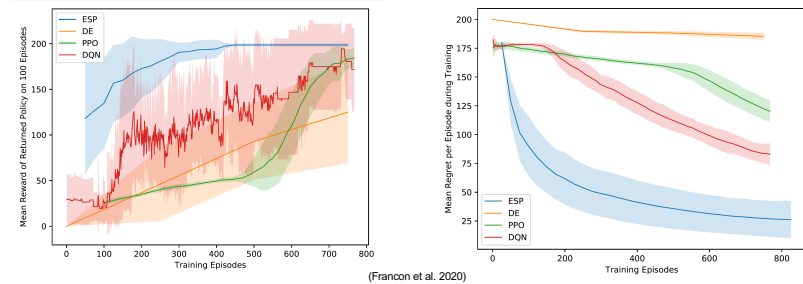 Mean Reward of Returned Policy on 100 Episodes
200
150
100
50
0
ESP
DE
PPO
DQN
0 100 200 300 400 500 600 700 800
Training Episodes
Mean Regret per Episode during Training
200
175
150
125
100
75
50
25
ESP
DE
PPO
DQN
0 200 400 600 800
Training Episodes
(Francon et al. 2020)